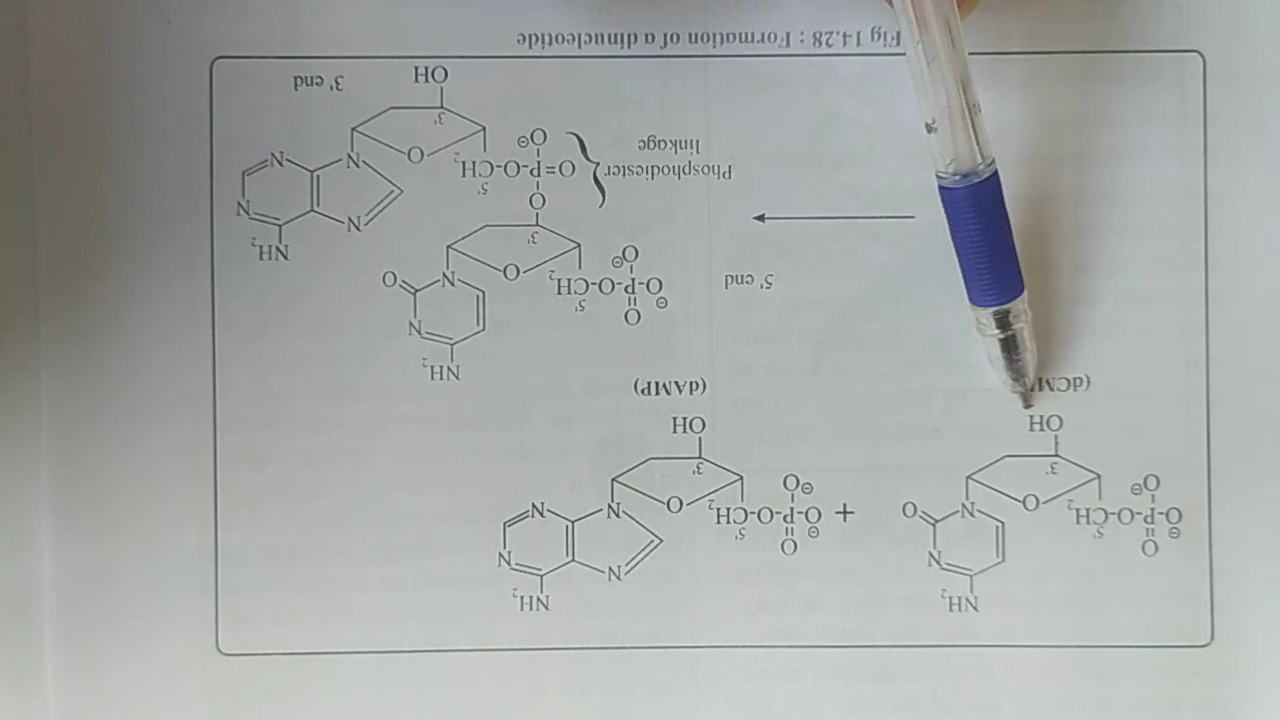 NH₂ NH₂
N
N N
O O
⊖ ⊖
5' 5'
O-P-O-CH₂ O N O + O-P-O-CH₂ O N N
O⊖ O⊖
3' 3'
OH OH
(dCM (dAMP)
NH₂
N
O
⊖ 5'
5' end O-P-O-CH₂ O N O
O⊖
NH₂
3'
N
O N
5'
Phosphodiester O=P-O-CH₂ O N N
linkage
O⊖
3'
3' end
OH
Fig 14.28 : Formation of a dinucleotide